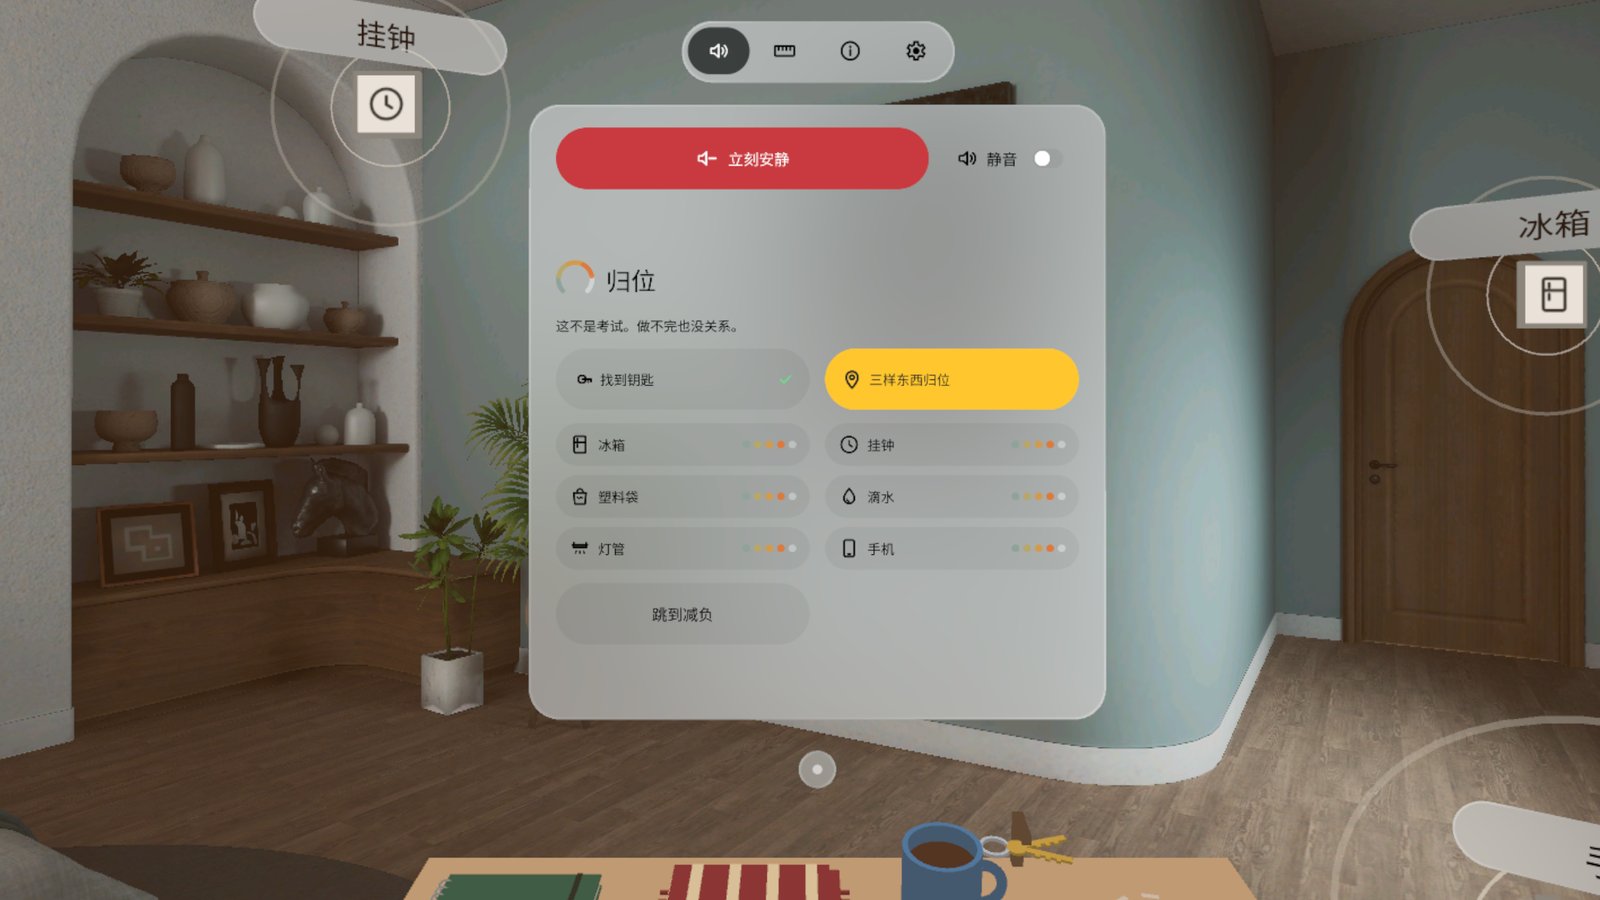 挂钟
立刻安静
静音
冰箱
归位
这不是考试。做不完也没关系。
找到钥匙
三样东西归位
冰箱
挂钟
塑料袋
滴水
灯管
手机
跳到减负